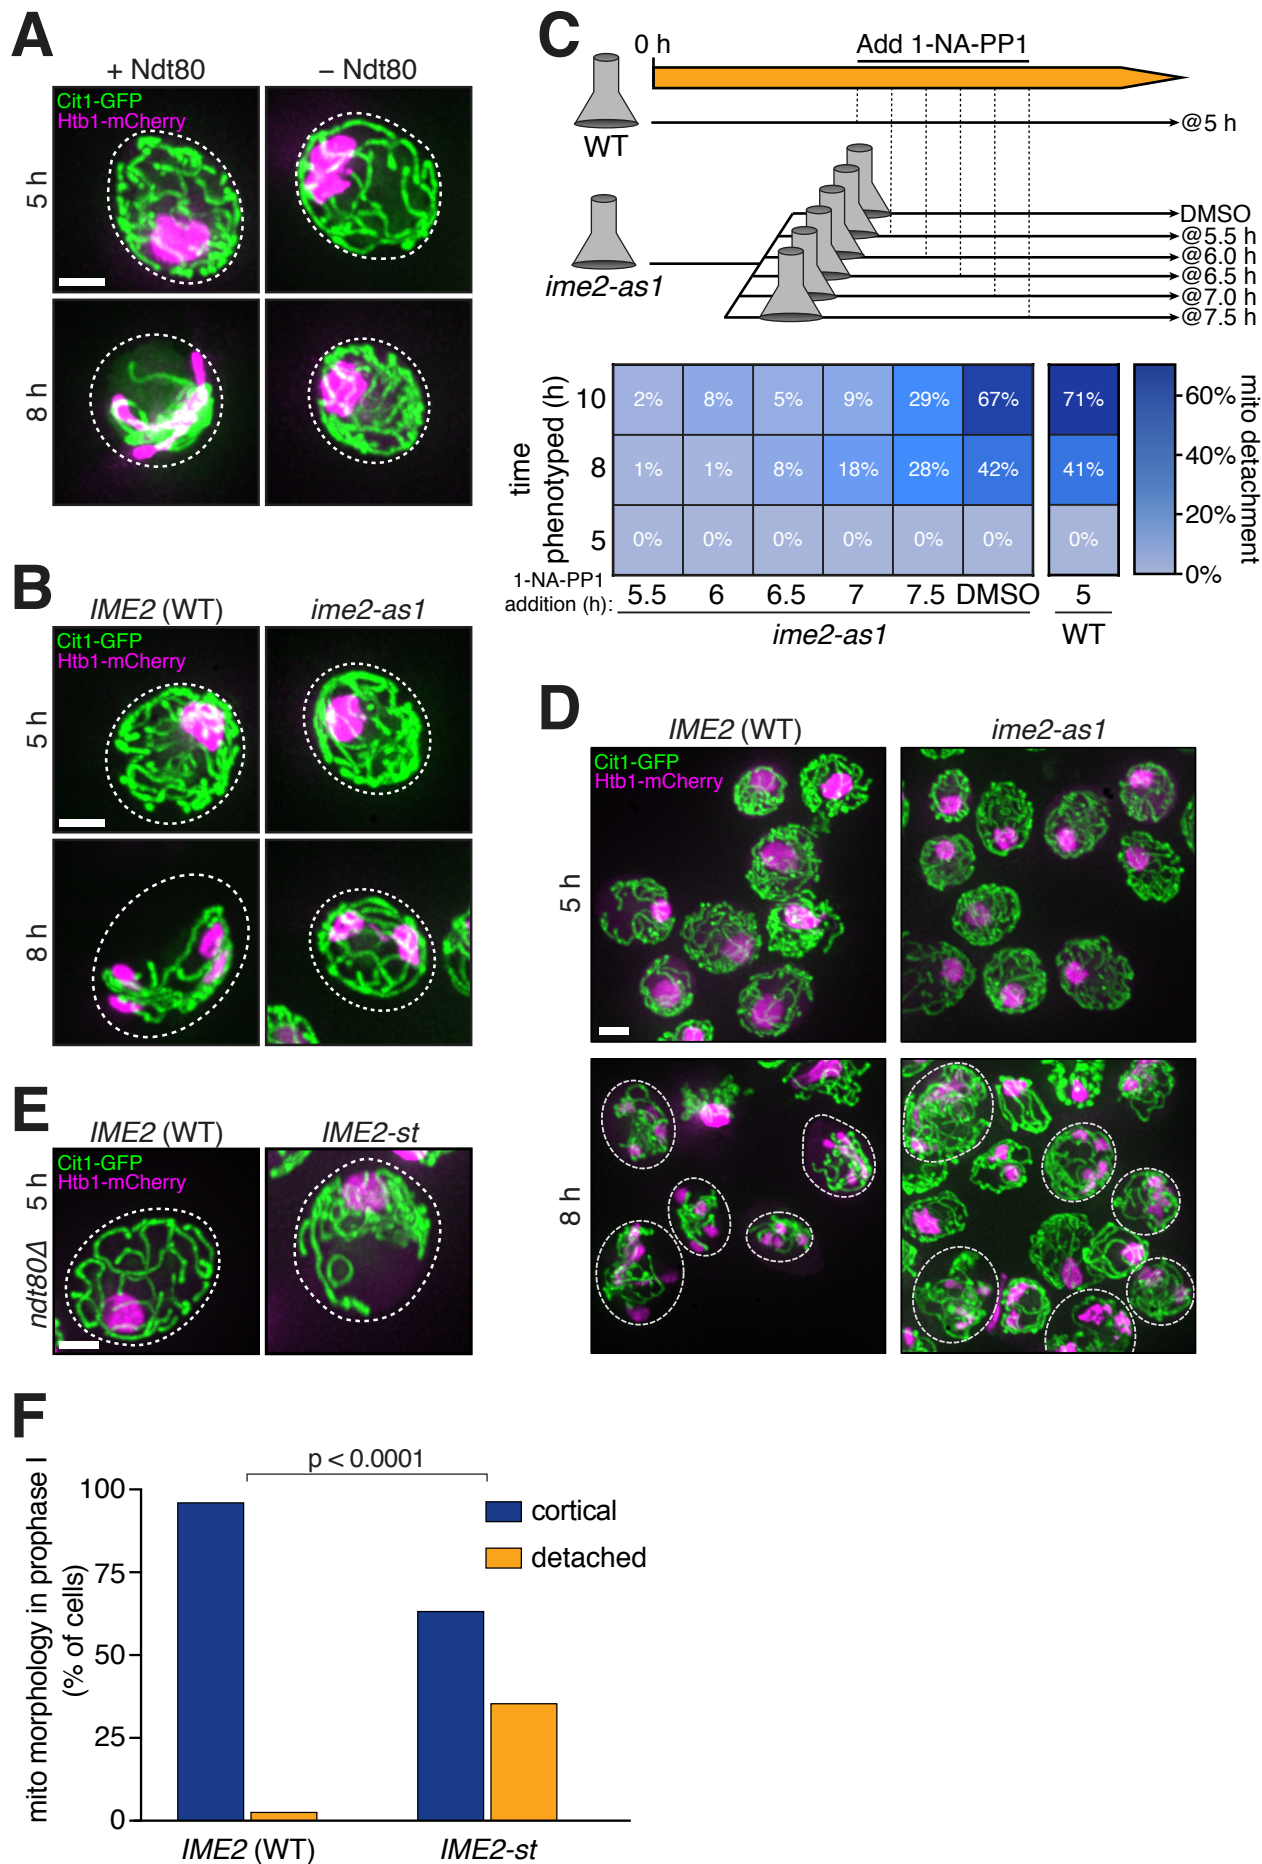 A
+ Ndt80
– Ndt80
Cit1-GFP
Htb1-mCherry
5 h
8 h
B
IME2 (WT)
ime2-as1
Cit1-GFP
Htb1-mCherry
5 h
8 h
C
0 h
Add 1-NA-PP1
WT
@5 h
ime2-as1
DMSO
@5.5 h
@6.0 h
@6.5 h
@7.0 h
@7.5 h
time
phenotyped (h)
10
2% 8% 5% 9% 29% 67% 71%
8
1% 1% 8% 18% 28% 42% 41%
5
0% 0% 0% 0% 0% 0% 0%
1-NA-PP1
addition (h):
5.5 6 6.5 7 7.5 DMSO 5
ime2-as1
WT
60%
40%
20%
0%
mito detachment
D
IME2 (WT)
ime2-as1
Cit1-GFP
Htb1-mCherry
5 h
8 h
E
IME2 (WT)
IME2-st
Cit1-GFP
Htb1-mCherry
5 h
ndt80Δ
F
p < 0.0001
mito morphology in prophase I
(% of cells)
100
75
50
25
0
cortical
detached
IME2 (WT)
IME2-st